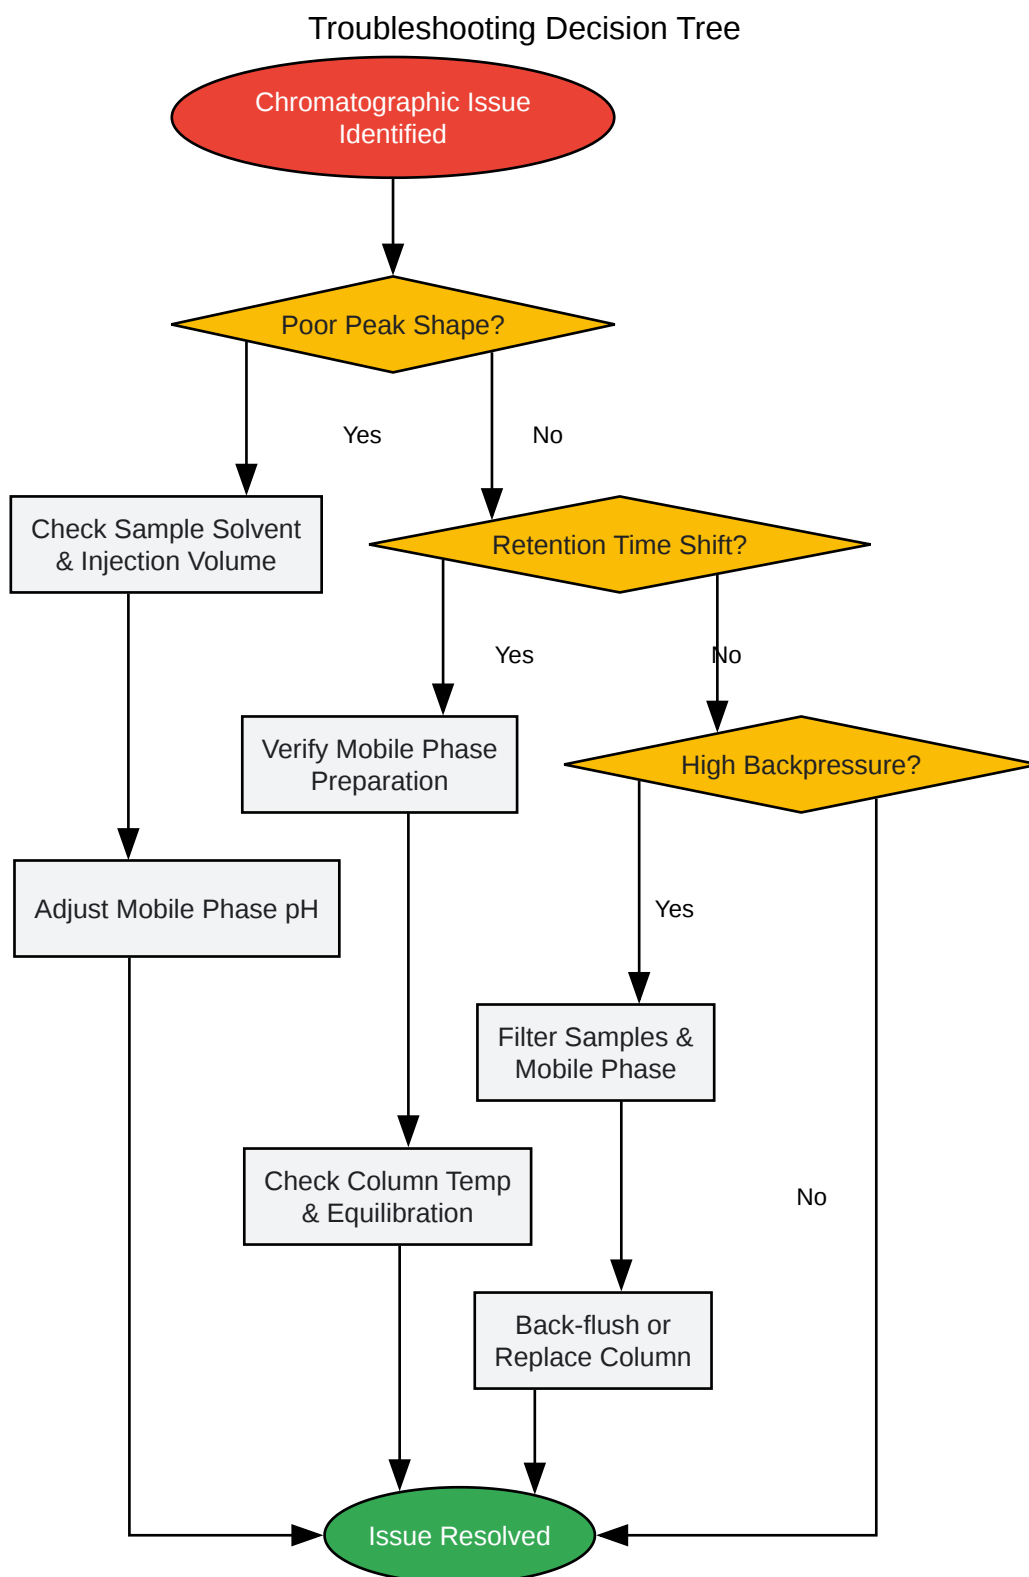 Troubleshooting Decision Tree
Chromatographic Issue
Identified
Poor Peak Shape?
Yes
No
Check Sample Solvent
& Injection Volume
Retention Time Shift?
Yes
No
Verify Mobile Phase
Preparation
High Backpressure?
Adjust Mobile Phase pH
Yes
Filter Samples &
Mobile Phase
Check Column Temp
& Equilibration
No
Back-flush or
Replace Column
Issue Resolved